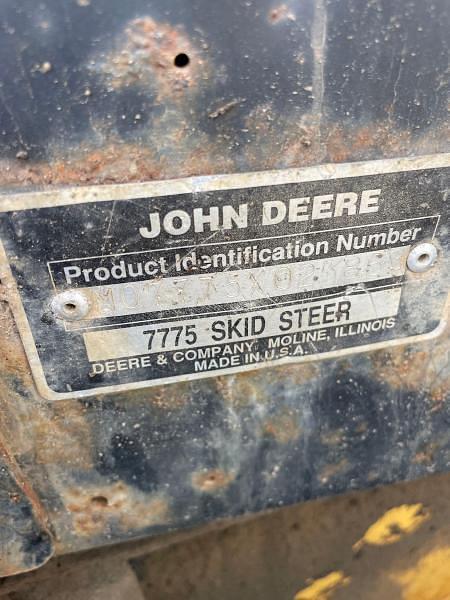 JOHN DEERE
Product Identification Number
7775 SKID STEER
DEERE & COMPANY MOLINE, ILLINOIS
MADE IN U.S.A.